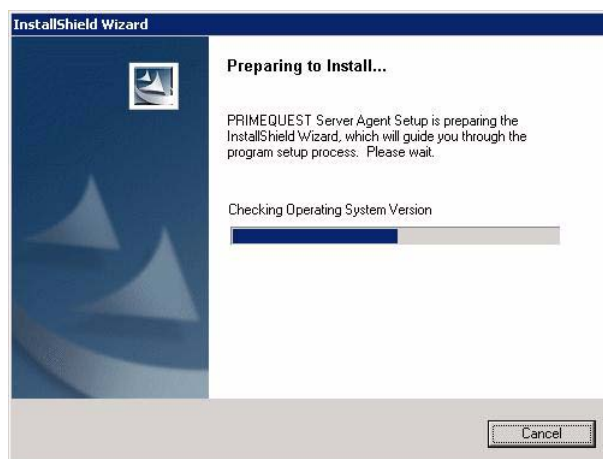 InstallShield Wizard
Preparing to Install...
PRIMEQUEST Server Agent Setup is preparing the
InstallShield Wizard, which will guide you through the
program setup process. Please wait.
Checking Operating System Version
Cancel